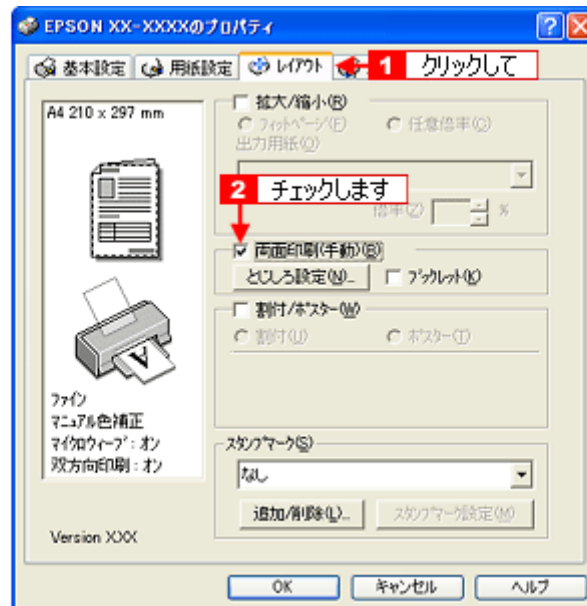 EPSON XX-XXXXのプロパティ
基本設定 用紙設定 レイアウト 1 クリックして
A4 210 x 297 mm
拡大/縮小(R)
フィットページ(F) 任意倍率(C)
出力用紙(O)
2 チェックします
倍率(Z) %
両面印刷(手動)(B)
とじしろ設定(N)... ブックレット(K)
割付/ポスター(W)
割付(U) ポスター(T)
A
ファイン
マニュアル色補正
マイクロウィーブ : オン
双方向印刷 : オン
スタンプマーク(S)
なし
追加/削除(L)... スタンプマーク設定(M)
Version XXX
OK キャンセル ヘルプ